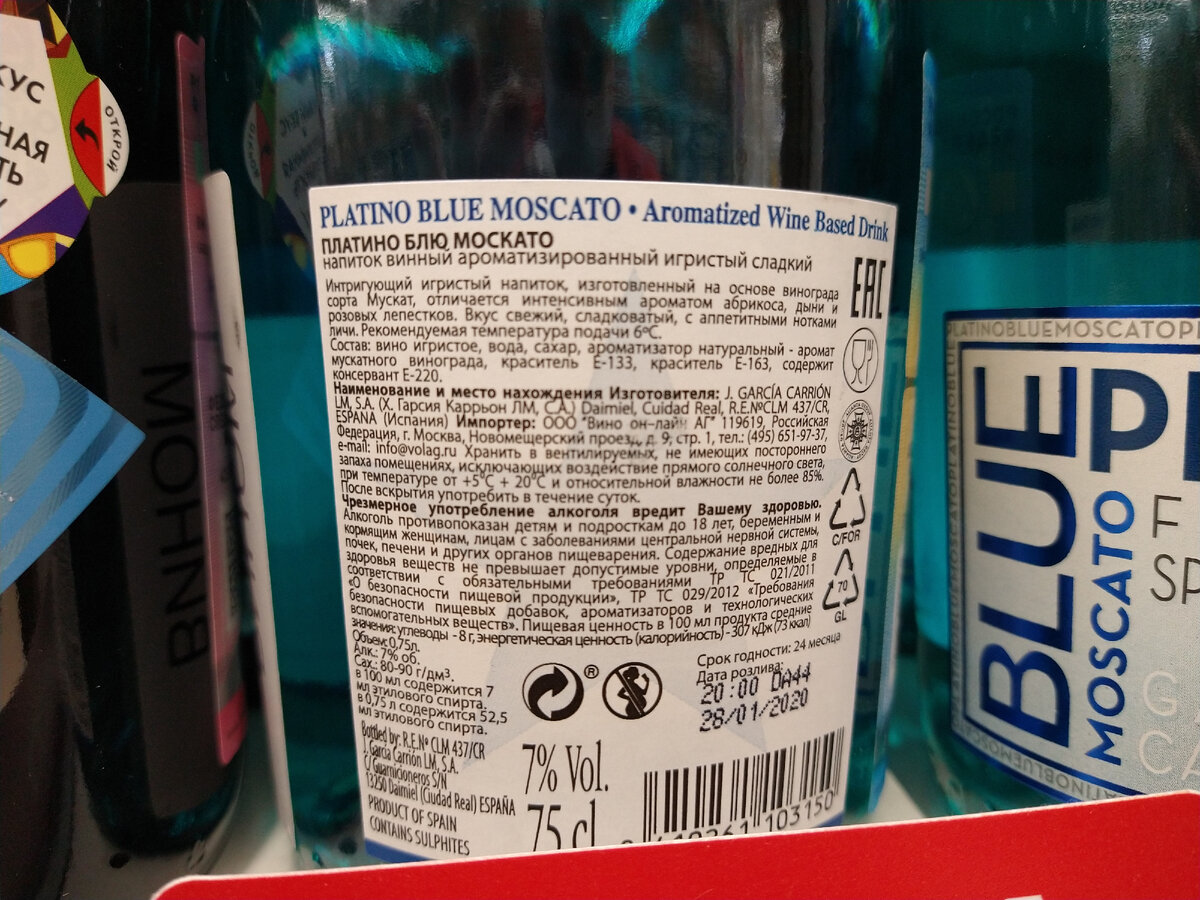 КУС
НАЯ
ТЬ
ОТКРОЙ
ВИНОМ
PLATINO BLUE MOSCATO • Aromatized Wine Based Drink
ПЛАТИНО БЛЮ МОСКАТО
напиток винный ароматизированный игристый сладкий
Интригующий игристый напиток, изготовленный на основе винограда
сорта Мускат, отличается интенсивным ароматом абрикоса, дыни и
розовых лепестков. Вкус свежий, сладковатый, с аппетитными нотками
личи. Рекомендуемая температура подачи 6ºС.
Состав: вино игристое, вода, сахар, ароматизатор натуральный - аромат
мускатного винограда, краситель Е-133, краситель Е-163, содержит
консервант Е-220.
Наименование и место нахождения Изготовителя: J. GARCÍA CARRIÓN
LM, S.A. (Х. Гарсия Каррьон ЛМ, С.А.) Daimiel, Cuidad Real, R.E.NºCLM 437/CR,
ESPAÑA (Испания) Импортер: ООО "Вино он-лайн АГ" 119619, Российская
Федерация, г. Москва, Новомещерский проезд, д. 9, стр. 1, тел.: (495) 651-97-37,
e-mail: info@volag.ru Хранить в вентилируемых, не имеющих постороннего
запаха помещениях, исключающих воздействие прямого солнечного света,
при температуре от +5°С + 20°С и относительной влажности не более 85%.
После вскрытия употребить в течение суток.
Чрезмерное употребление алкоголя вредит Вашему здоровью.
Алкоголь противопоказан детям и подросткам до 18 лет, беременным и
кормящим женщинам, лицам с заболеваниями центральной нервной системы,
почек, печени и других органов пищеварения. Содержание вредных для
здоровья веществ не превышает допустимые уровни, определяемые в
соответствии с обязательными требованиями ТР ТС 021/2011
«О безопасности пищевой продукции», ТР ТС 029/2012 «Требования
безопасности пищевых добавок, ароматизаторов и технологических
вспомогательных веществ». Пищевая ценность в 100 мл продукта средние
значения: углеводы - 8 г, энергетическая ценность (калорийность) - 307 кДж (73 ккал)
Объем: 0,75л.
Алк.: 7% об.
Сах.: 80-90 г/дм3.
в 100 мл содержится 7
мл этилового спирта.
в 0,75 л содержится 52,5
мл этилового спирта.
Срок годности: 24 месяца
Дата розлива:
20:00 DA44
28/01/2020
Bottled by: R.E.Nº CLM 437/CR
J. García Carrión LM, S.A.
C/ Guarnicioneros S/N
13250 Daimiel (Ciudad Real) ESPAÑA
PRODUCT OF SPAIN
CONTAINS SULPHITES
7% Vol.
75 cl
103150
EAC
C/FOR
70
GL
®
PLATINOBLUEMOSCATOP
BLUE
MOSCATO
P
F
SP
G
CA